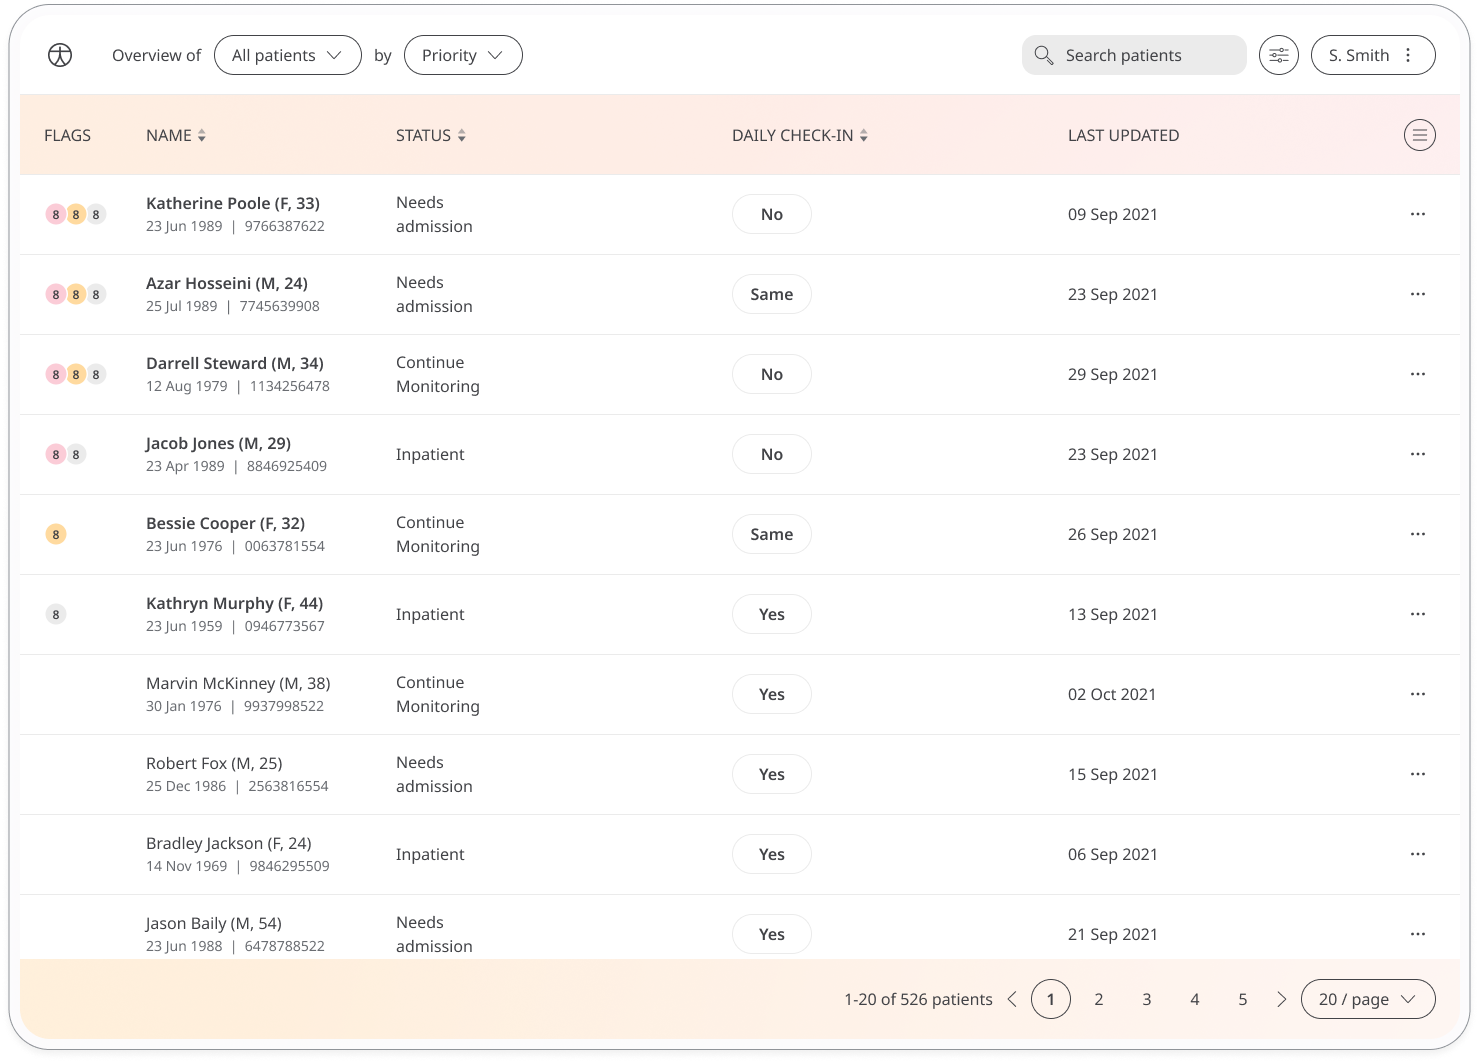 Overview of All patients by Priority Search patients S. Smith
FLAGS NAME STATUS DAILY CHECK-IN LAST UPDATED
8 8 8 Katherine Poole (F, 33) Needs admission No 09 Sep 2021
23 Jun 1989 | 9766387622
8 8 8 Azar Hosseini (M, 24) Needs admission Same 23 Sep 2021
25 Jul 1989 | 7745639908
8 8 8 Darrell Steward (M, 34) Continue Monitoring No 29 Sep 2021
12 Aug 1979 | 1134256478
8 8 Jacob Jones (M, 29) Inpatient No 23 Sep 2021
23 Apr 1989 | 8846925409
8 Bessie Cooper (F, 32) Continue Monitoring Same 26 Sep 2021
23 Jun 1976 | 0063781554
8 Kathryn Murphy (F, 44) Inpatient Yes 13 Sep 2021
23 Jun 1959 | 0946773567
Marvin McKinney (M, 38) Continue Monitoring Yes 02 Oct 2021
30 Jan 1976 | 9937998522
Robert Fox (M, 25) Needs admission Yes 15 Sep 2021
25 Dec 1986 | 2563816554
Bradley Jackson (F, 24) Inpatient Yes 06 Sep 2021
14 Nov 1969 | 9846295509
Jason Baily (M, 54) Needs admission Yes 21 Sep 2021
23 Jun 1988 | 6478788522
1-20 of 526 patients 1 2 3 4 5 20 / page